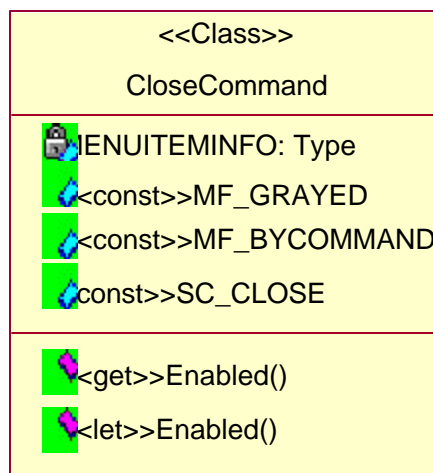 <<Class>>
CloseCommand
IENUITEMINFO: Type
<const>>MF_GRAYED
<const>>MF_BYCOMMAND
const>>SC_CLOSE
<get>>Enabled()
<let>>Enabled()